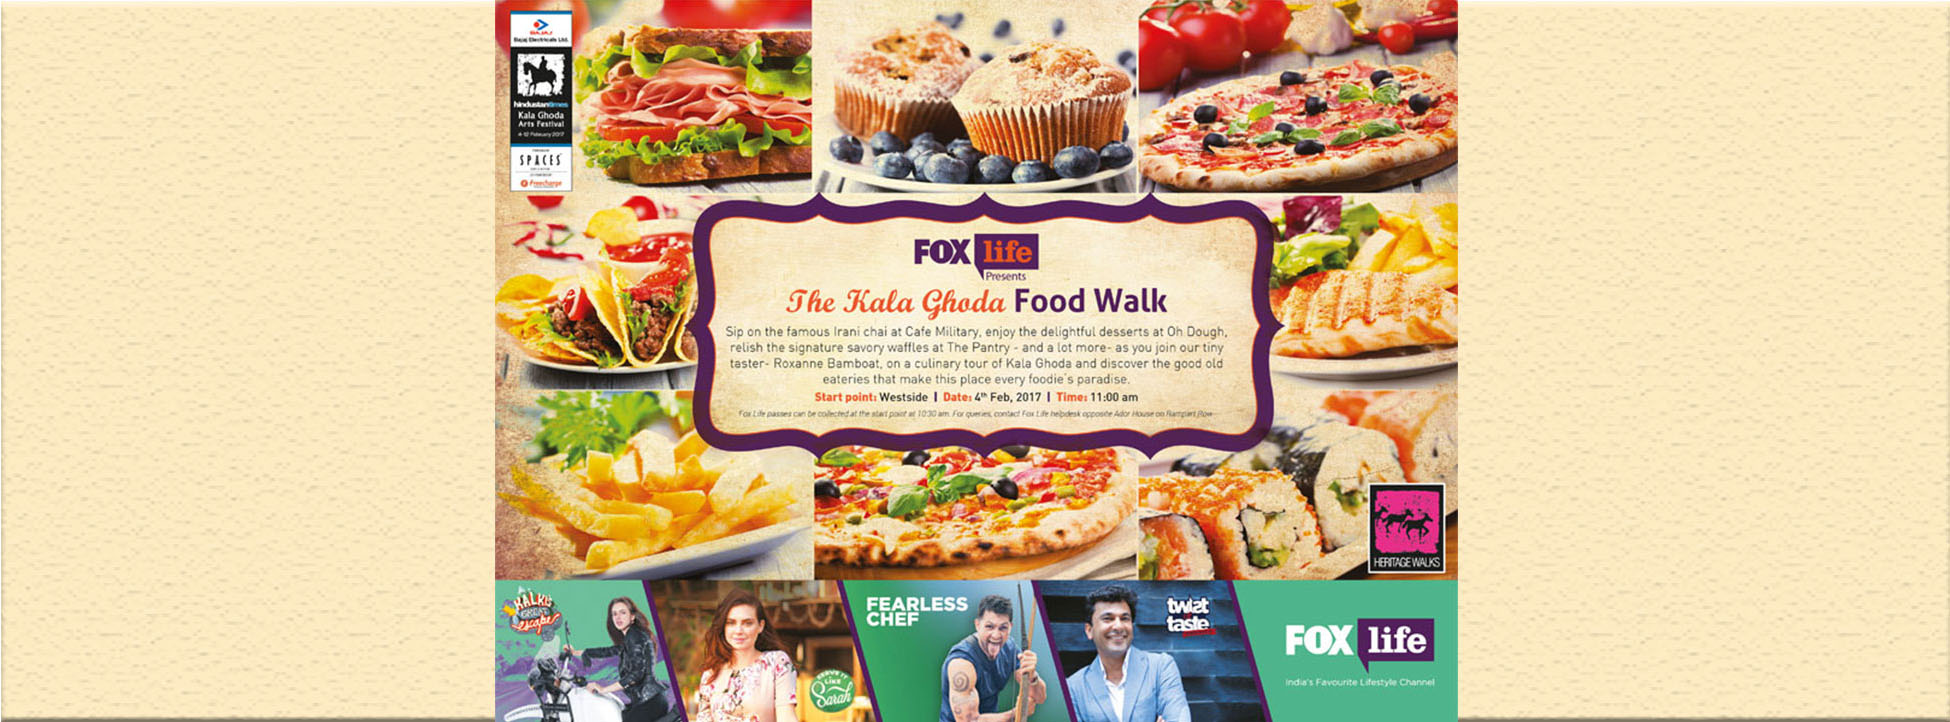 BAJAJ
Bajaj Electricals Ltd.
hindustantimes
Kala Ghoda
Arts Festival
4-12 February 2017
SPACES
Freecharge
FOX life
Presents
The Kala Ghoda Food Walk
Sip on the famous Irani chai at Cafe Military, enjoy the delightful desserts at Oh Dough,
relish the signature savory waffles at The Pantry - and a lot more- as you join our tiny
taster- Roxanne Bamboat, on a culinary tour of Kala Ghoda and discover the good old
eateries that make this place every foodie's paradise.
Start point: Westside | Date: 4th Feb, 2017 | Time: 11:00 am
Fox Life passes can be collected at the start point at 10:30 am. For queries, contact Fox Life helpdesk opposite Ador House on Rampart Row
HERITAGE WALKS
KALKI'S
GREAT
escape
SERVE IT
LIKE
Sarah
FEARLESS
CHEF
twist
taste
FOX life
India's Favourite Lifestyle Channel